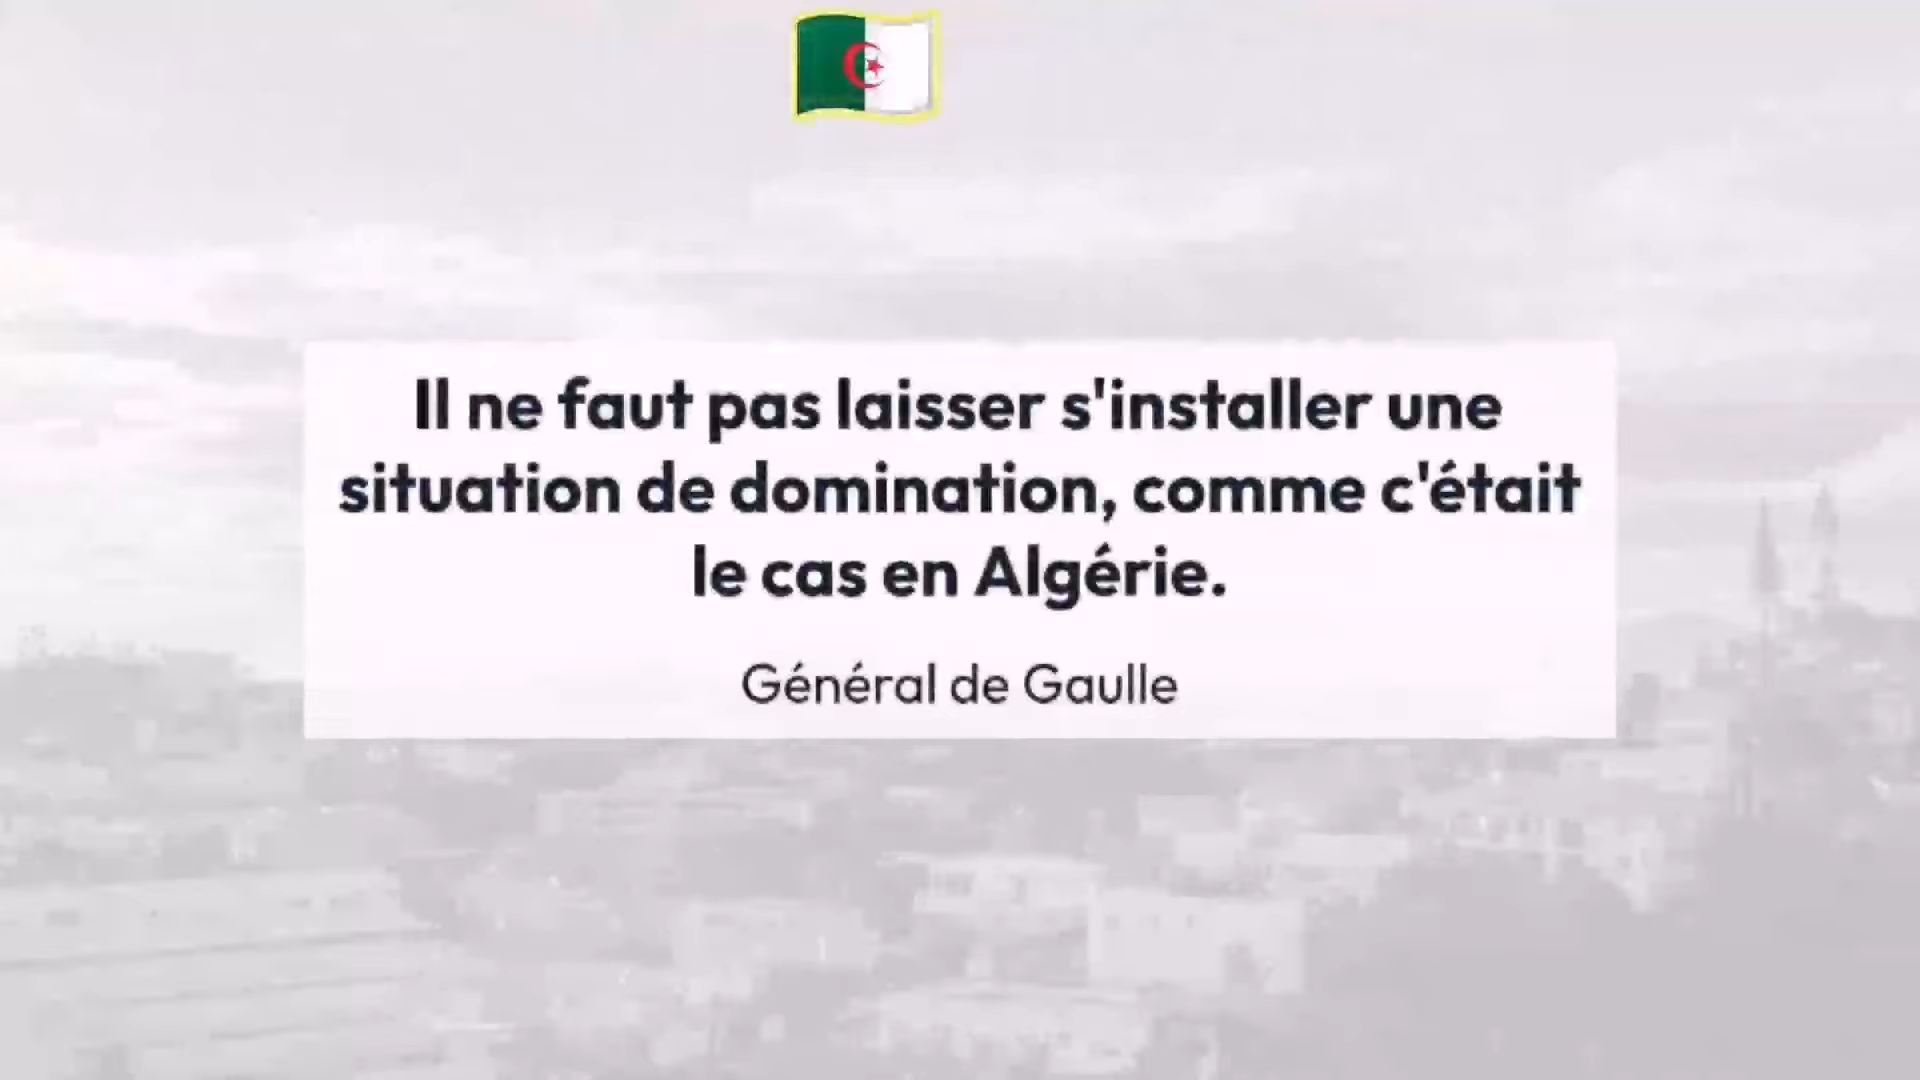 Il ne faut pas laisser s'installer une
situation de domination, comme c'était
le cas en Algérie.
Général de Gaulle